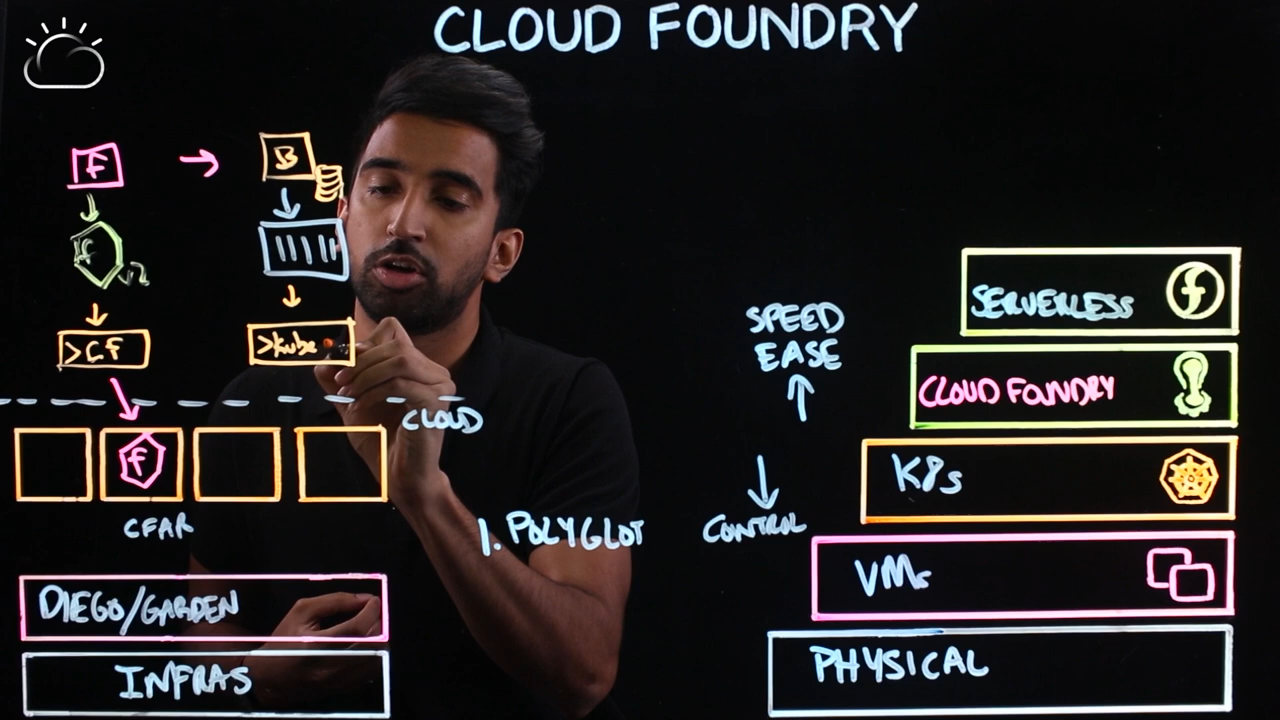 CLOUD FOUNDRY
F
B
f
v2
>CF
>Kube
CLOUD
f
CFAR
1. POLYGLOT
DIEGO/GARDEN
INFRAS
SPEED
EASE
CONTROL
SERVERLESS
f
CLOUD FOUNDRY
K8s
VMs
PHYSICAL